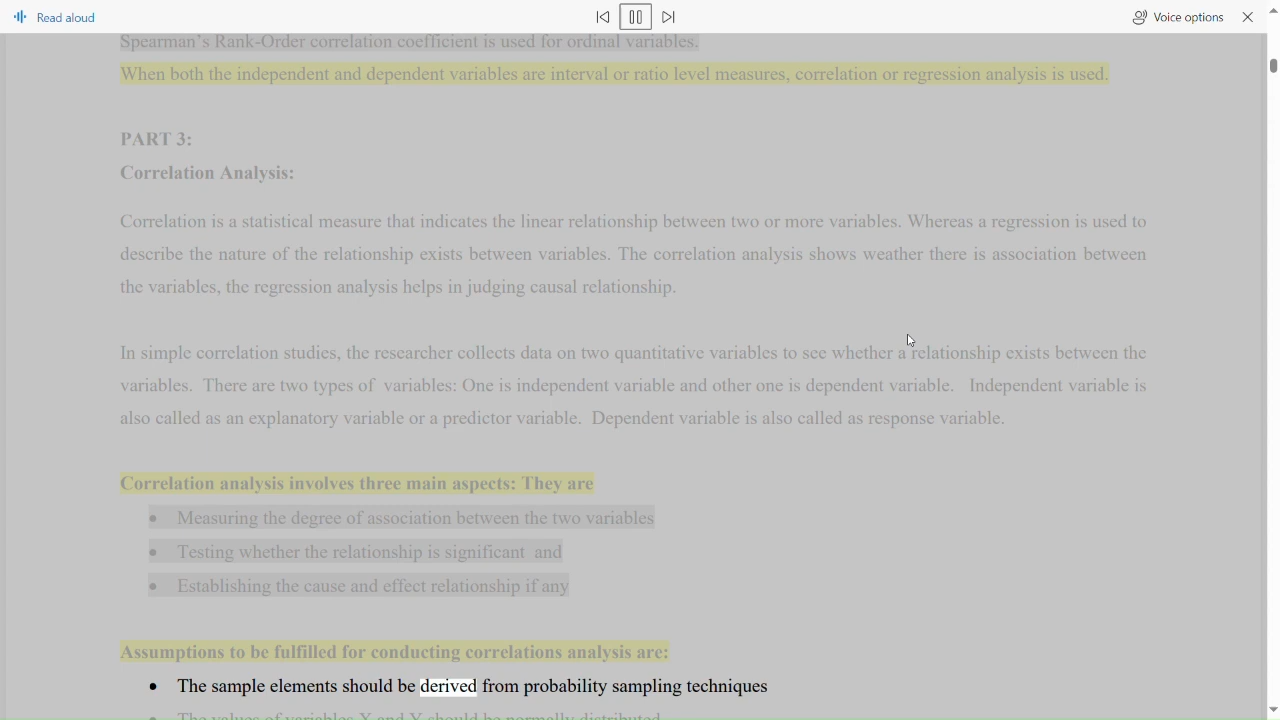 Read aloud
Voice options
Spearman's Rank-Order correlation coefficient is used for ordinal variables.
When both the independent and dependent variables are interval or ratio level measures, correlation or regression analysis is used.
PART 3:
Correlation Analysis:
Correlation is a statistical measure that indicates the linear relationship between two or more variables. Whereas a regression is used to
describe the nature of the relationship exists between variables. The correlation analysis shows weather there is association between
the variables, the regression analysis helps in judging causal relationship.
In simple correlation studies, the researcher collects data on two quantitative variables to see whether a relationship exists between the
variables. There are two types of variables: One is independent variable and other one is dependent variable. Independent variable is
also called as an explanatory variable or a predictor variable. Dependent variable is also called as response variable.
Correlation analysis involves three main aspects: They are
• Measuring the degree of association between the two variables
• Testing whether the relationship is significant and
• Establishing the cause and effect relationship if any
Assumptions to be fulfilled for conducting correlations analysis are:
• The sample elements should be derived from probability sampling techniques
• The values of variables X and Y should be normally distributed